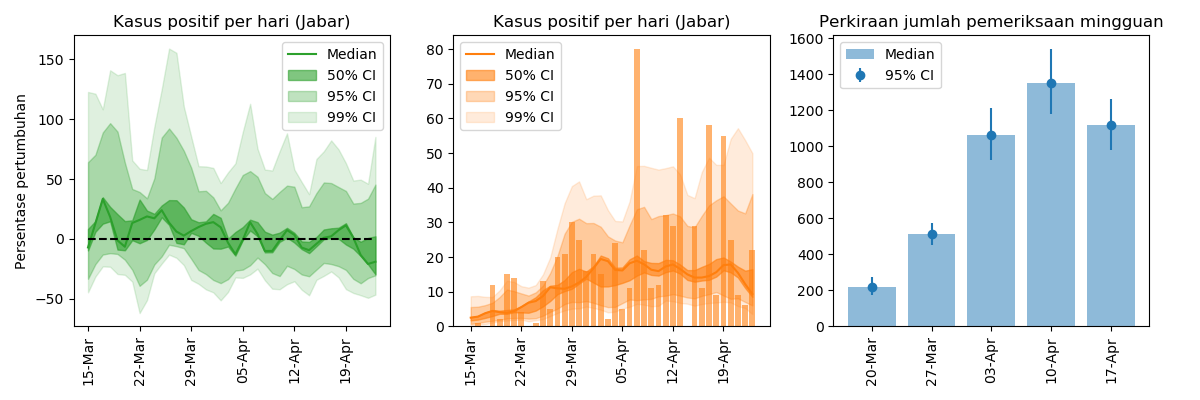 Kasus positif per hari (Jabar)
Persentase pertumbuhan
150
100
50
0
−50
Median
50% CI
95% CI
99% CI
15-Mar
22-Mar
29-Mar
05-Apr
12-Apr
19-Apr
Kasus positif per hari (Jabar)
80
70
60
50
40
30
20
10
0
Median
50% CI
95% CI
99% CI
15-Mar
22-Mar
29-Mar
05-Apr
12-Apr
19-Apr
Perkiraan jumlah pemeriksaan mingguan
1600
1400
1200
1000
800
600
400
200
0
Median
95% CI
20-Mar
27-Mar
03-Apr
10-Apr
17-Apr